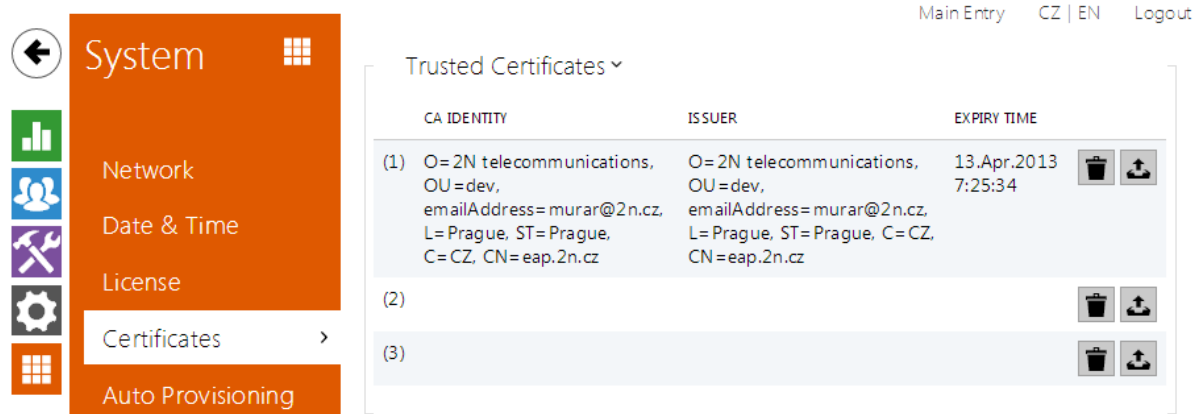 Main Entry CZ | EN Logout
System
Network
Date & Time
License
Certificates
Auto Provisioning
Trusted Certificates
CA IDENTITY ISSUER EXPIRY TIME
(1) O=2N telecommunications, O=2N telecommunications, 13.Apr.2013
OU=dev, OU=dev, 7:25:34
emailAddress=murar@2n.cz, emailAddress=murar@2n.cz,
L=Prague, ST=Prague, L=Prague, ST=Prague, C=CZ,
C=CZ, CN=eap.2n.cz CN=eap.2n.cz
(2)
(3)